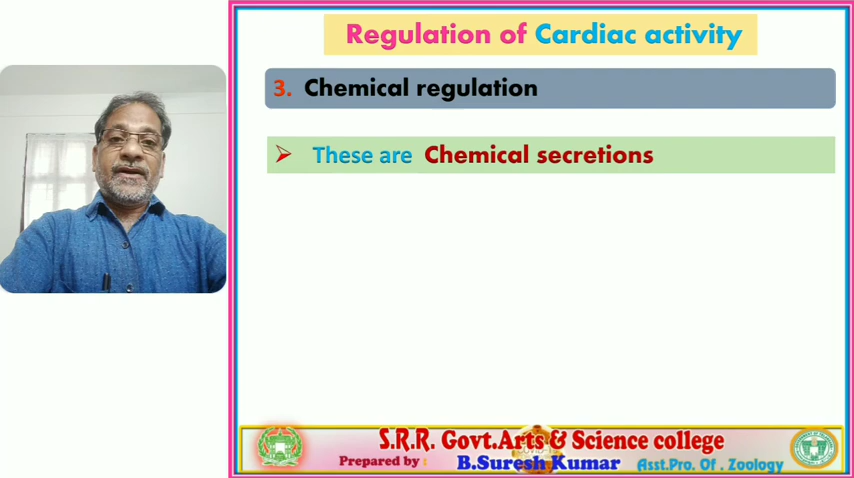 Regulation of Cardiac activity
3. Chemical regulation
➢ These are Chemical secretions
S.R.R. Govt.Arts & Science college
Prepared by : B.Suresh Kumar Asst.Pro. Of . Zoology